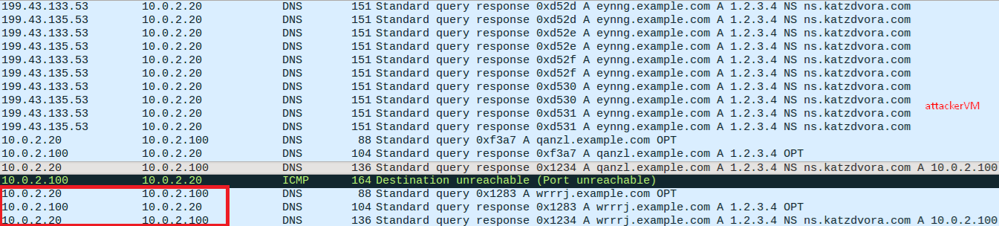 199.43.133.53 10.0.2.20 DNS 151 Standard query response 0xd52d A eynng.example.com A 1.2.3.4 NS ns.katzdvora.com
199.43.135.53 10.0.2.20 DNS 151 Standard query response 0xd52d A eynng.example.com A 1.2.3.4 NS ns.katzdvora.com
199.43.133.53 10.0.2.20 DNS 151 Standard query response 0xd52e A eynng.example.com A 1.2.3.4 NS ns.katzdvora.com
199.43.135.53 10.0.2.20 DNS 151 Standard query response 0xd52e A eynng.example.com A 1.2.3.4 NS ns.katzdvora.com
199.43.133.53 10.0.2.20 DNS 151 Standard query response 0xd52f A eynng.example.com A 1.2.3.4 NS ns.katzdvora.com
199.43.135.53 10.0.2.20 DNS 151 Standard query response 0xd52f A eynng.example.com A 1.2.3.4 NS ns.katzdvora.com
199.43.133.53 10.0.2.20 DNS 151 Standard query response 0xd530 A eynng.example.com A 1.2.3.4 NS ns.katzdvora.com
199.43.135.53 10.0.2.20 DNS 151 Standard query response 0xd530 A eynng.example.com A 1.2.3.4 NS ns.katzdvora.com
attackerVM
199.43.133.53 10.0.2.20 DNS 151 Standard query response 0xd531 A eynng.example.com A 1.2.3.4 NS ns.katzdvora.com
199.43.135.53 10.0.2.20 DNS 151 Standard query response 0xd531 A eynng.example.com A 1.2.3.4 NS ns.katzdvora.com
10.0.2.20 10.0.2.100 DNS 88 Standard query 0xf3a7 A qanzl.example.com OPT
10.0.2.100 10.0.2.20 DNS 104 Standard query response 0xf3a7 A qanzl.example.com A 1.2.3.4 OPT
10.0.2.20 10.0.2.100 DNS 136 Standard query response 0x1234 A qanzl.example.com A 1.2.3.4 NS ns.katzdvora.com A 10.0.2.100
10.0.2.100 10.0.2.20 ICMP 164 Destination unreachable (Port unreachable)
10.0.2.20 10.0.2.100 DNS 88 Standard query 0x1283 A wrrrj.example.com OPT
10.0.2.100 10.0.2.20 DNS 104 Standard query response 0x1283 A wrrrj.example.com A 1.2.3.4 OPT
10.0.2.20 10.0.2.100 DNS 136 Standard query response 0x1234 A wrrrj.example.com A 1.2.3.4 NS ns.katzdvora.com A 10.0.2.100